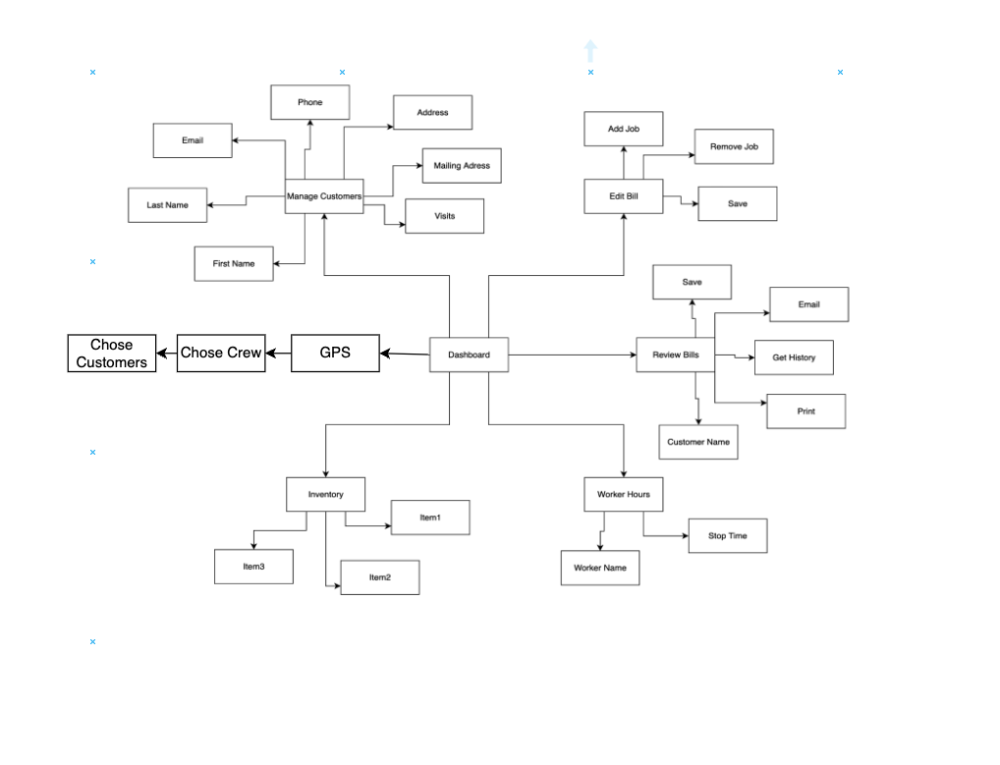 Phone
Address
Email
Add Job
Remove Job
Mailing Adress
Manage Customers
Edit Bill
Last Name
Save
Visits
First Name
Save
Email
Chose
Customers
Chose Crew
GPS
Dashboard
Review Bills
Get History
Print
Customer Name
Inventory
Worker Hours
Item1
Stop Time
Item3
Worker Name
Item2